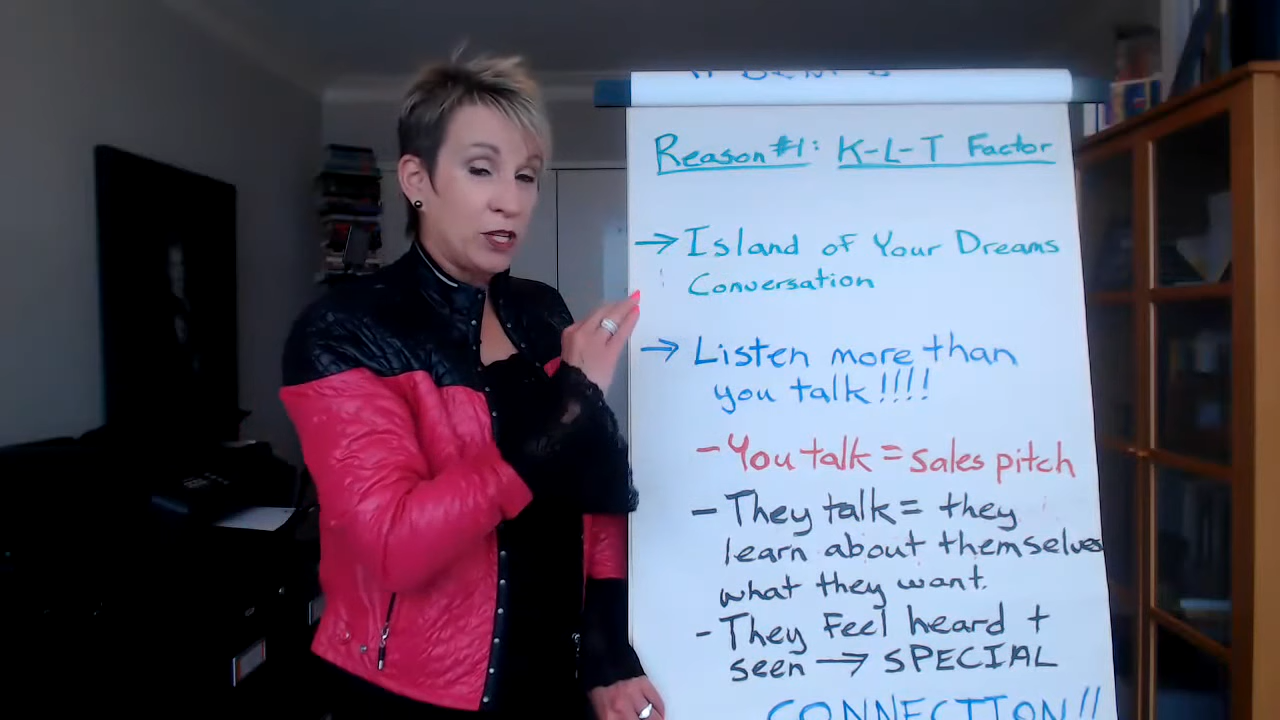 Reason #1: K-L-T Factor
→ Island of Your Dreams
Conversation
→ Listen more than
you talk!!!!
- You talk = sales pitch
- They talk = they
learn about themselves
what they want.
- They Feel heard +
seen → SPECIAL
CONNECTION!!